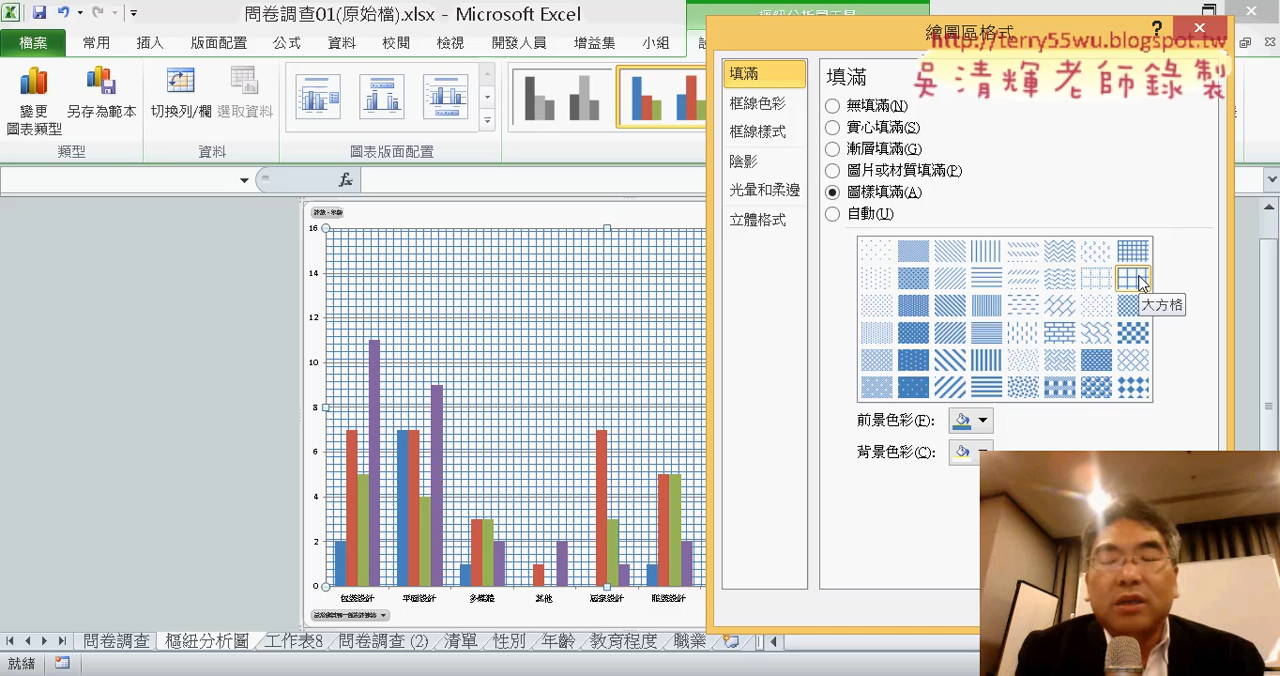 問卷調查01(原始檔).xlsx - Microsoft Excel
檔案 常用 插入 版面配置 公式 資料 校閱 開發人員 增益集 小組
變更
圖表類型
另存為範本
切換列/欄
選取資料
類型
資料
圖表版面配置
fx
繪圖區格式
?
http://terry55wu.blogspot.tw
吳清輝老師錄製
填滿
框線色彩
框線樣式
陰影
光暈和柔邊
立體格式
填滿
無填滿(N)
實心填滿(S)
漸層填滿(G)
圖片或材質填滿(P)
圖樣填滿(A)
自動(U)
大方格
前景色彩(F):
背景色彩(C):
16
14
12
10
8
6
4
2
0
包裝設計 平面設計 多媒體 其他 居家設計 服裝設計
問卷調查 樞紐分析圖 工作表8 問卷調查 (2) 清單 性別 年齡 教育程度 職業
就緒